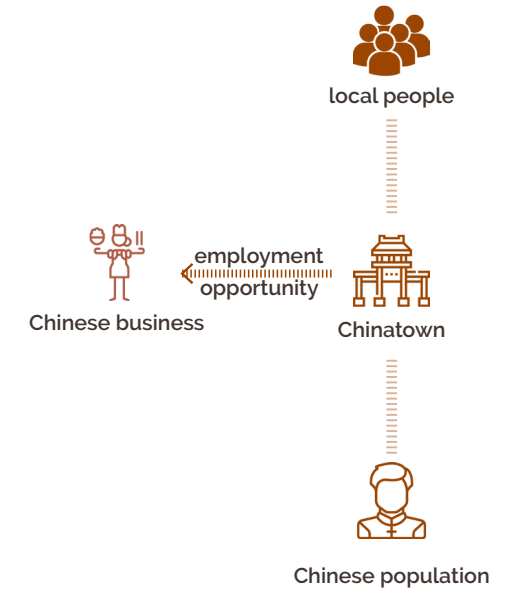 local people
employment
opportunity
Chinese business
Chinatown
Chinese population